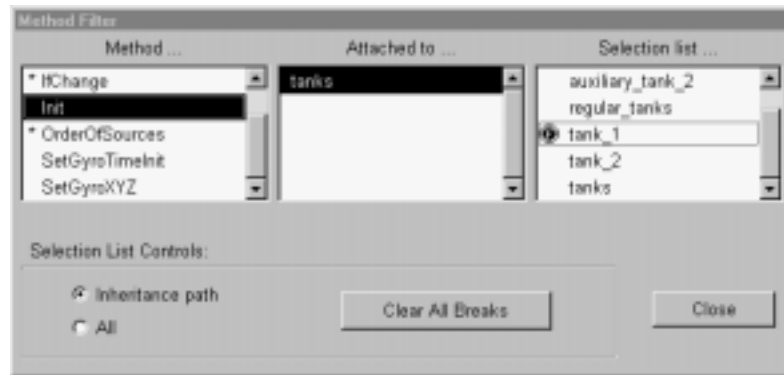 Method Filter
Method ...
Attached to ...
Selection list ...
* IfChange
Init
* OrderOfSources
SetGyroTimeInit
SetGyroXYZ
tanks
auxiliary_tank_2
regular_tanks
tank_1
tank_2
tanks
Selection List Controls:
Inheritance path
All
Clear All Breaks
Close